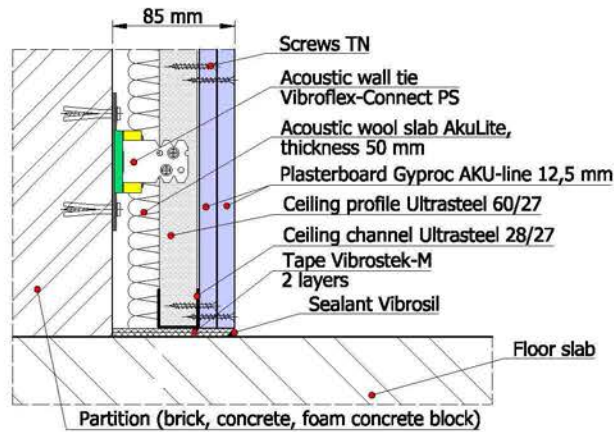 85 mm
Screws TN
Acoustic wall tie
Vibroflex-Connect PS
Acoustic wool slab AkuLite,
thickness 50 mm
Plasterboard Gyproc AKU-line 12,5 mm
Ceiling profile Ultrasteel 60/27
Ceiling channel Ultrasteel 28/27
Tape Vibrostek-M
2 layers
Sealant Vibrosil
Floor slab
Partition (brick, concrete, foam concrete block)